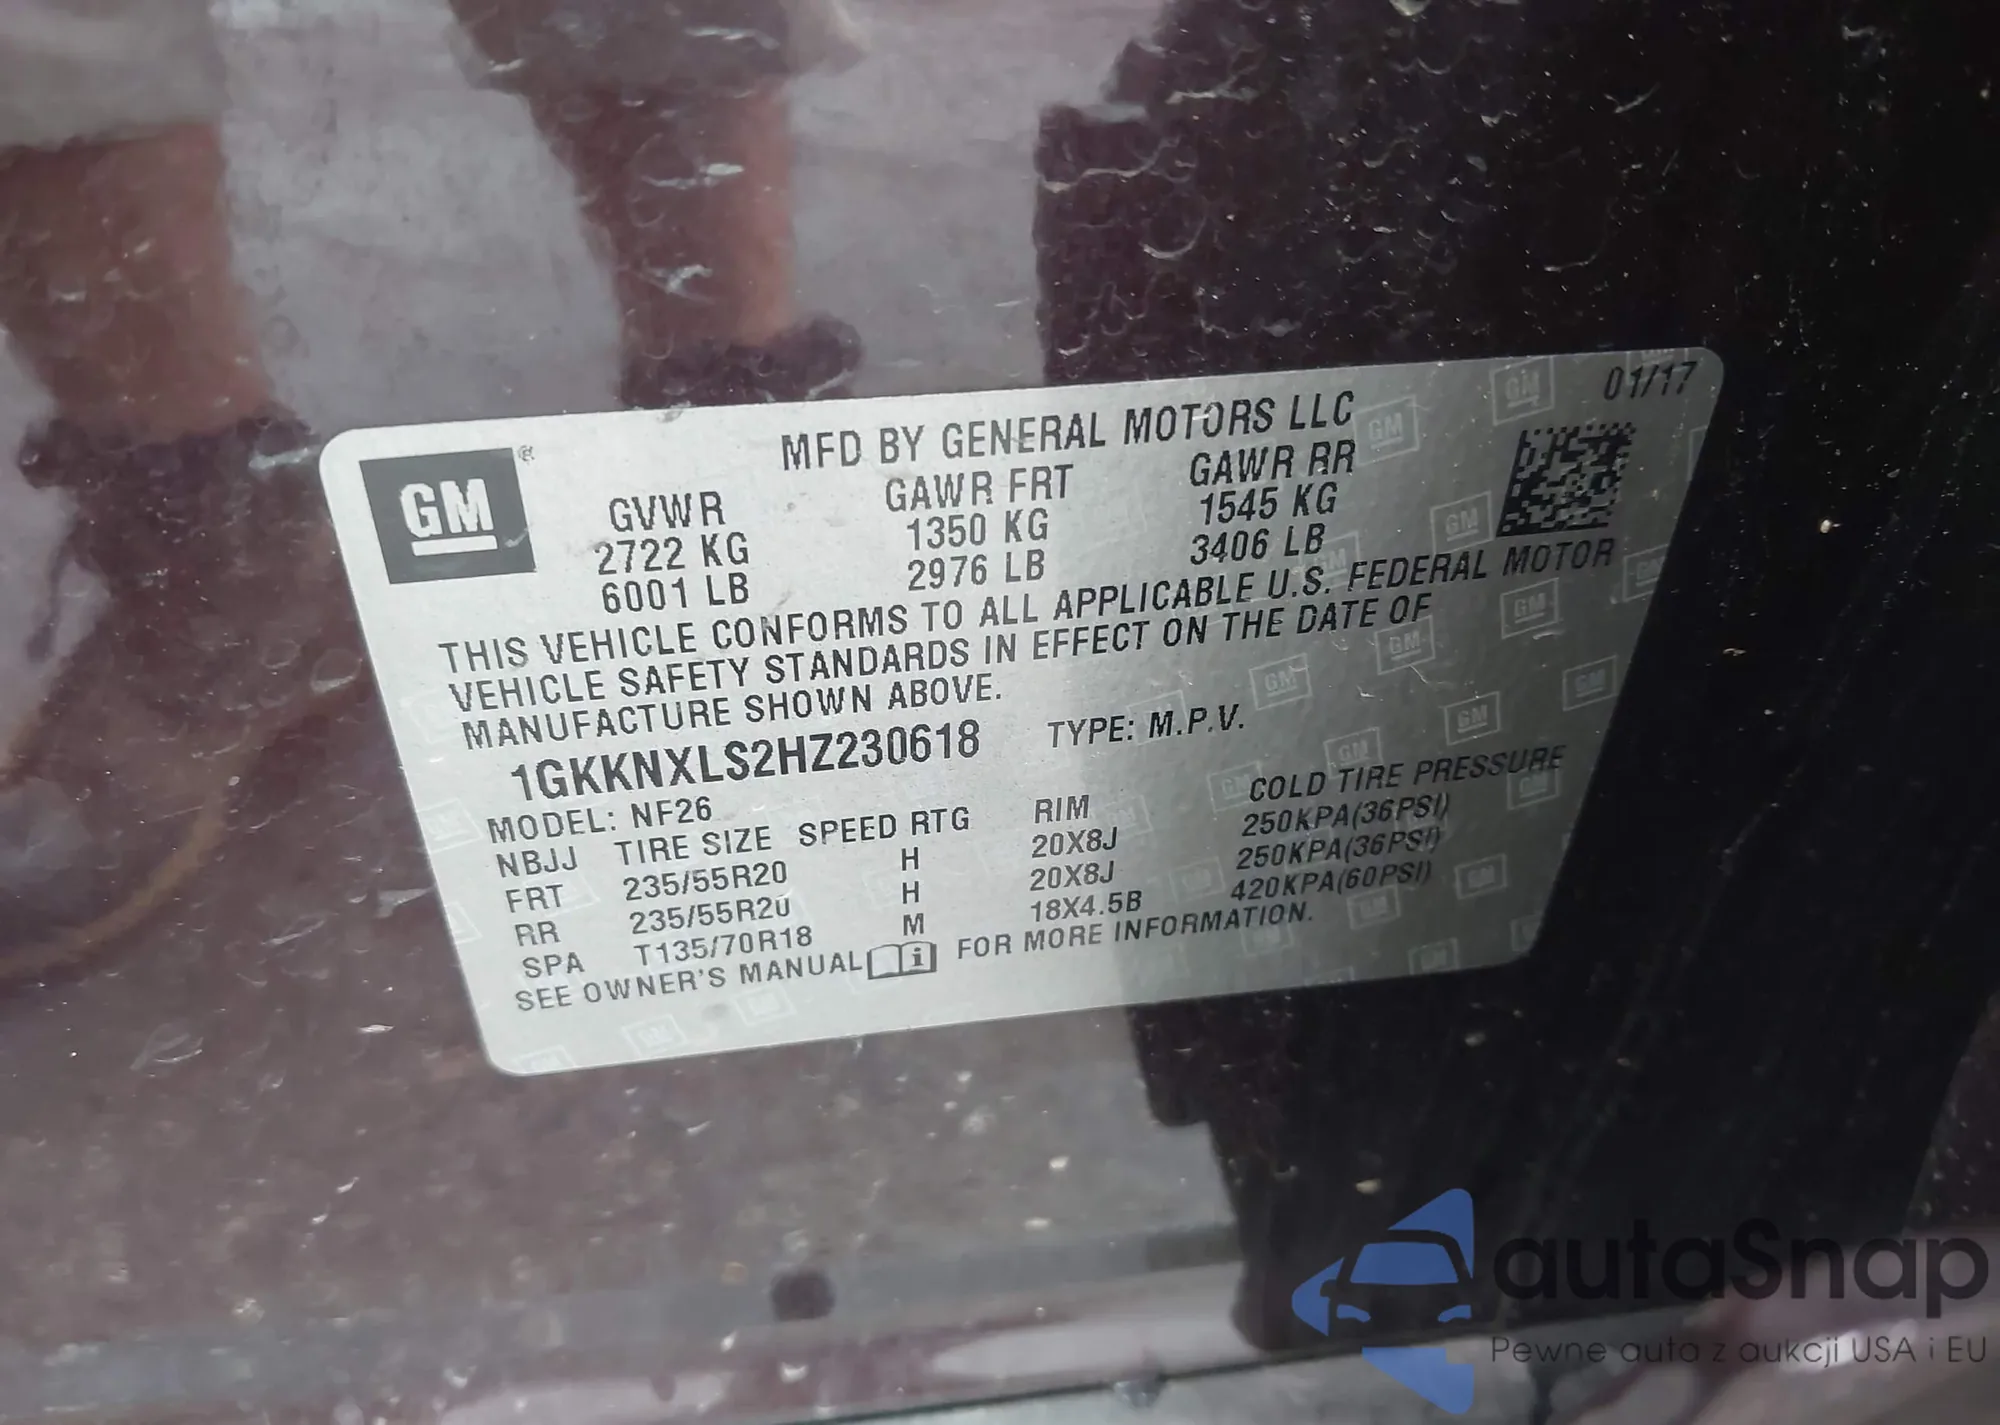 01/17
MFD BY GENERAL MOTORS LLC
GM ®
GVWR GAWR FRT GAWR RR
2722 KG 1350 KG 1545 KG
6001 LB 2976 LB 3406 LB
THIS VEHICLE CONFORMS TO ALL APPLICABLE U.S. FEDERAL MOTOR
VEHICLE SAFETY STANDARDS IN EFFECT ON THE DATE OF
MANUFACTURE SHOWN ABOVE.
1GKKNXLS2HZ230618 TYPE: M.P.V.
MODEL: NF26
NBJJ TIRE SIZE SPEED RTG RIM COLD TIRE PRESSURE
FRT 235/55R20 H 20X8J 250KPA(36PSI)
RR 235/55R20 H 20X8J 250KPA(36PSI)
SPA T135/70R18 M 18X4.5B 420KPA(60PSI)
SEE OWNER'S MANUAL i FOR MORE INFORMATION.
autaSnap
Pewne auta z aukcji USA i EU